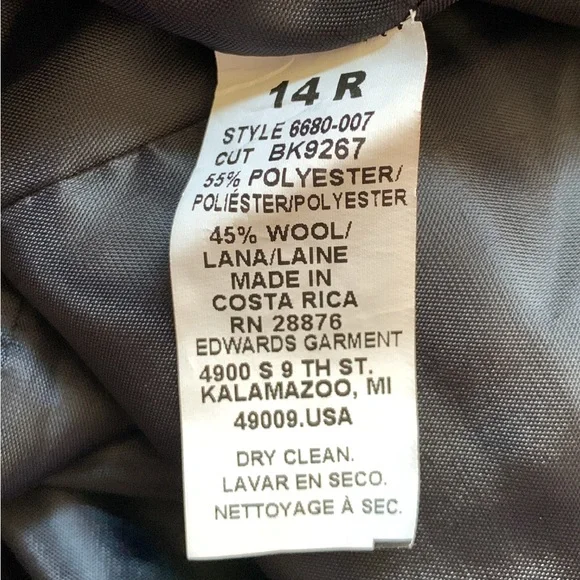 14 R
STYLE 6680-007
CUT BK9267
55% POLYESTER/
POLIÉSTER/POLYESTER
45% WOOL/
LANA/LAINE
MADE IN
COSTA RICA
RN 28876
EDWARDS GARMENT
4900 S 9 TH ST.
KALAMAZOO, MI
49009.USA
DRY CLEAN.
LAVAR EN SECO.
NETTOYAGE À SEC.